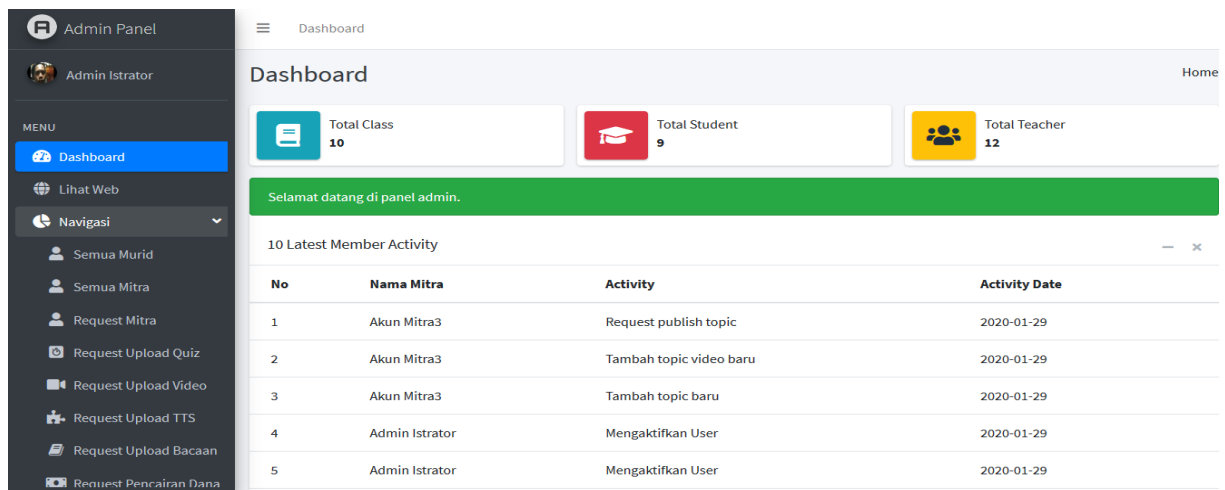 Admin Panel
Dashboard
Admin Istrator
Dashboard
Home
MENU
Dashboard
Lihat Web
Navigasi
Semua Murid
Semua Mitra
Request Mitra
Request Upload Quiz
Request Upload Video
Request Upload TTS
Request Upload Bacaan
Request Pencairan Dana
Total Class
10
Total Student
9
Total Teacher
12
Selamat datang di panel admin.
10 Latest Member Activity
No Nama Mitra Activity Activity Date
1 Akun Mitra3 Request publish topic 2020-01-29
2 Akun Mitra3 Tambah topic video baru 2020-01-29
3 Akun Mitra3 Tambah topic baru 2020-01-29
4 Admin Istrator Mengaktifkan User 2020-01-29
5 Admin Istrator Mengaktifkan User 2020-01-29